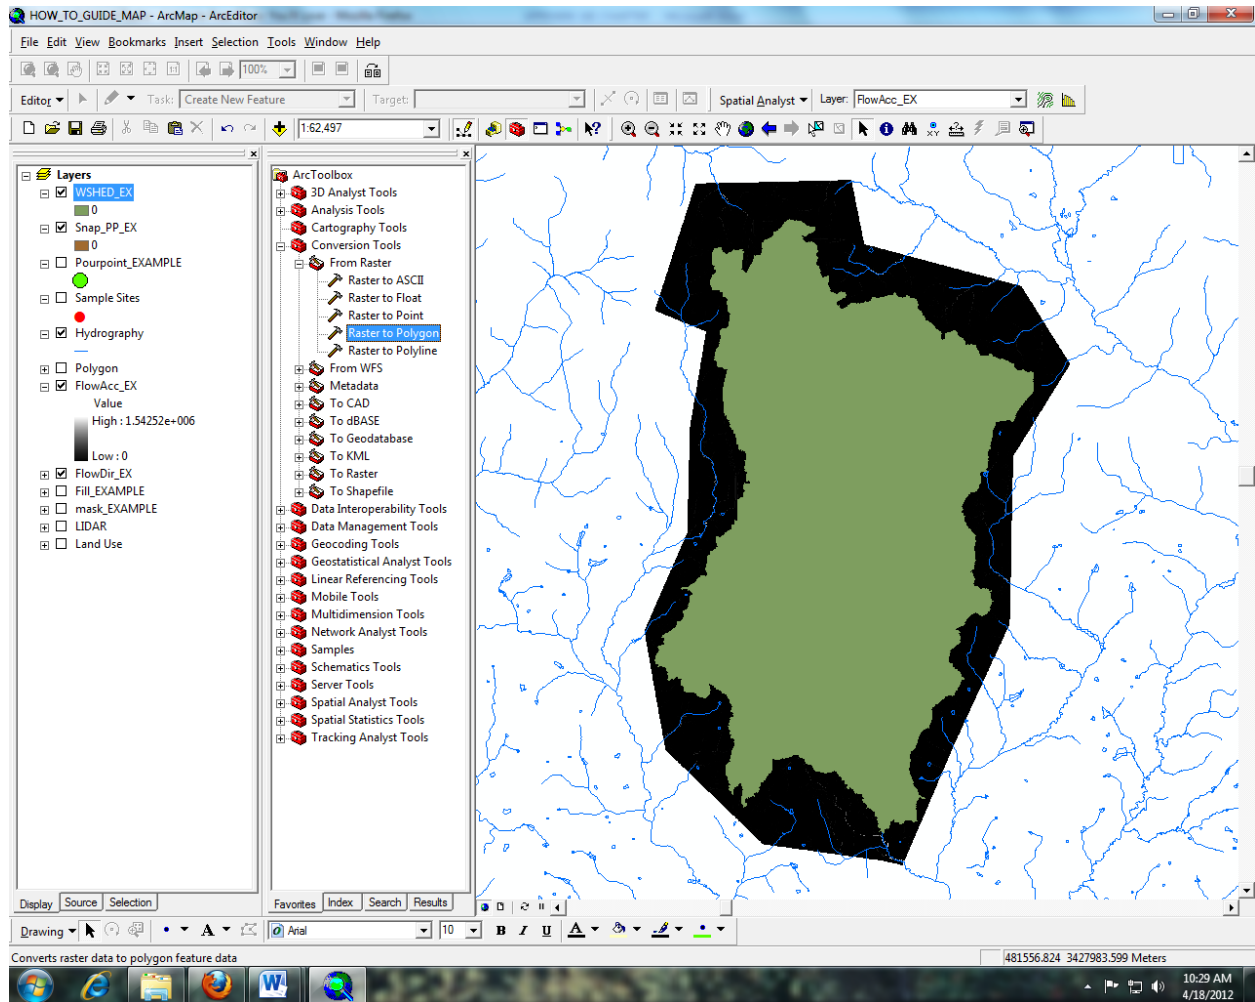 HOW_TO_GUIDE_MAP - ArcMap - ArcEditor
File Edit View Bookmarks Insert Selection Tools Window Help
100%
Editor Task: Create New Feature Target: Spatial Analyst Layer: FlowAcc_EX
1:62,497
Layers
WSHED_EX
0
Snap_PP_EX
0
Pourpoint_EXAMPLE
Sample Sites
Hydrography
Polygon
FlowAcc_EX
Value
High : 1.54252e+006
Low : 0
FlowDir_EX
Fill_EXAMPLE
mask_EXAMPLE
LIDAR
Land Use
Display Source Selection
ArcToolbox
3D Analyst Tools
Analysis Tools
Cartography Tools
Conversion Tools
From Raster
Raster to ASCII
Raster to Float
Raster to Point
Raster to Polygon
Raster to Polyline
From WFS
Metadata
To CAD
To dBASE
To Geodatabase
To KML
To Raster
To Shapefile
Data Interoperability Tools
Data Management Tools
Geocoding Tools
Geostatistical Analyst Tools
Linear Referencing Tools
Mobile Tools
Multidimension Tools
Network Analyst Tools
Samples
Schematics Tools
Server Tools
Spatial Analyst Tools
Spatial Statistics Tools
Tracking Analyst Tools
Favorites Index Search Results
Drawing A Arial 10 B I U A
Converts raster data to polygon feature data
481556.824 3427983.599 Meters
10:29 AM
4/18/2012